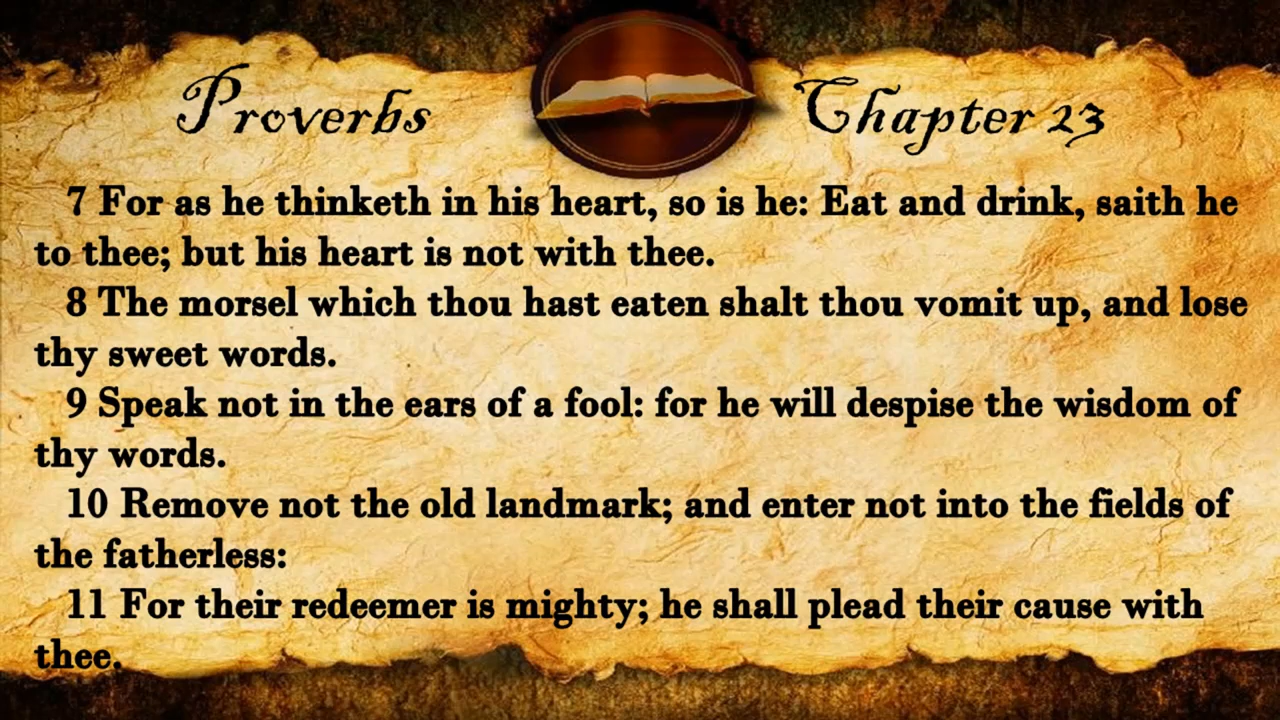 Proverbs Chapter 23
7 For as he thinketh in his heart, so is he: Eat and drink, saith he
to thee; but his heart is not with thee.
8 The morsel which thou hast eaten shalt thou vomit up, and lose
thy sweet words.
9 Speak not in the ears of a fool: for he will despise the wisdom of
thy words.
10 Remove not the old landmark; and enter not into the fields of
the fatherless:
11 For their redeemer is mighty; he shall plead their cause with
thee.